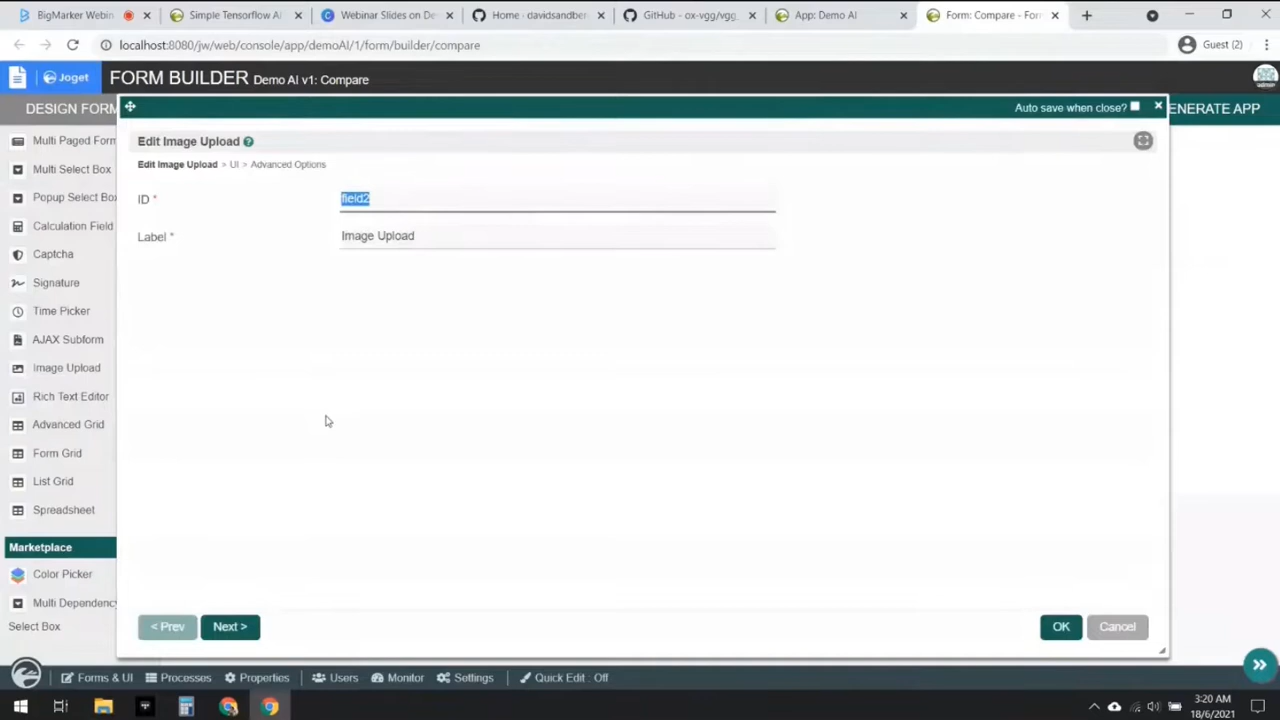 BigMarker Webin
Simple Tensorflow AI
Webinar Slides on De
Home · davidsandber
GitHub - ox-vgg/vgg_
App: Demo AI
Form: Compare - For
localhost:8080/jw/web/console/app/demoAI/1/form/builder/compare
Guest (2)
Joget
FORM BUILDER Demo AI v1: Compare
DESIGN FORM
ENERATE APP
Auto save when close?
Multi Paged Form
Multi Select Box
Popup Select Box
Calculation Field
Captcha
Signature
Time Picker
AJAX Subform
Image Upload
Rich Text Editor
Advanced Grid
Form Grid
List Grid
Spreadsheet
Marketplace
Color Picker
Multi Dependency
Select Box
Edit Image Upload
Edit Image Upload > UI > Advanced Options
ID * field2
Label * Image Upload
< Prev
Next >
OK
Cancel
Forms & UI
Processes
Properties
Users
Monitor
Settings
Quick Edit : Off
3:20 AM
18/6/2021